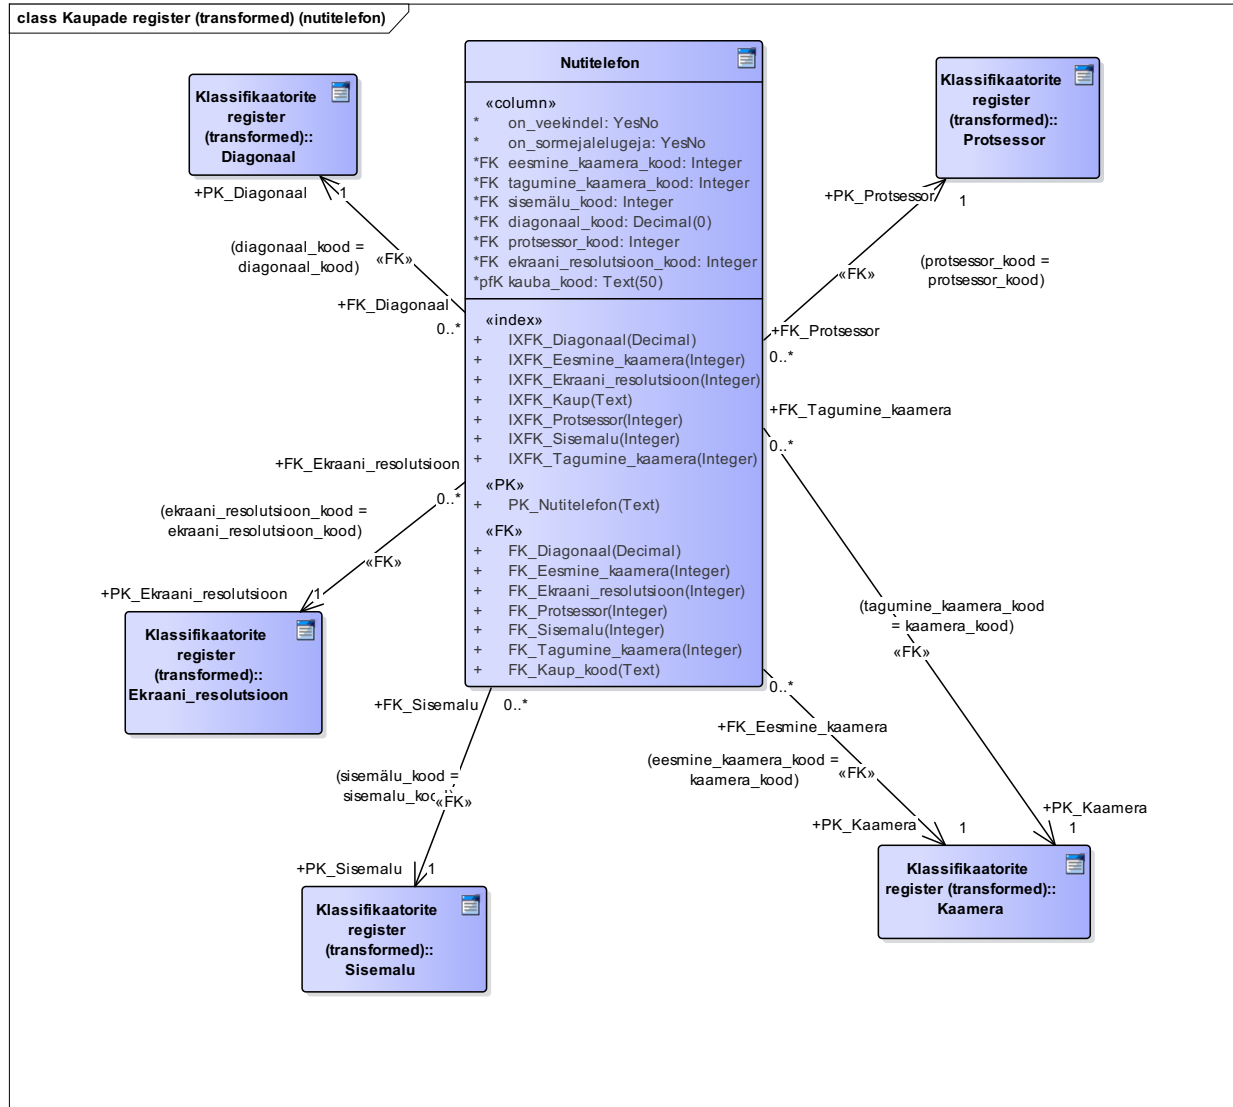 class Kaupade register (transformed) (nutitelefon)
Nutitelefon
«column»
* on_veekindel: YesNo
* on_sormejalelugeja: YesNo
*FK eesmine_kaamera_kood: Integer
*FK tagumine_kaamera_kood: Integer
*FK sisemälu_kood: Integer
*FK diagonaal_kood: Decimal(0)
*FK protsessor_kood: Integer
*FK ekraani_resolutsioon_kood: Integer
*pfK kauba_kood: Text(50)
«index»
+ IXFK_Diagonaal(Decimal)
+ IXFK_Eesmine_kaamera(Integer)
+ IXFK_Ekraani_resolutsioon(Integer)
+ IXFK_Kaup(Text)
+ IXFK_Protsessor(Integer)
+ IXFK_Sisemalu(Integer)
+ IXFK_Tagumine_kaamera(Integer)
«PK»
+ PK_Nutitelefon(Text)
«FK»
+ FK_Diagonaal(Decimal)
+ FK_Eesmine_kaamera(Integer)
+ FK_Ekraani_resolutsioon(Integer)
+ FK_Protsessor(Integer)
+ FK_Sisemalu(Integer)
+ FK_Tagumine_kaamera(Integer)
+ FK_Kaup_kood(Text)
Klassifikaatorite
register
(transformed)::
Diagonaal
+PK_Diagonaal
1
(diagonaal_kood =
diagonaal_kood)
«FK»
+FK_Diagonaal
0..*
Klassifikaatorite
register
(transformed)::
Protsessor
+PK_Protsessor
1
(protsessor_kood =
protsessor_kood)
«FK»
+FK_Protsessor
0..*
+FK_Tagumine_kaamera
0..*
(tagumine_kaamera_kood
= kaamera_kood)
«FK»
+PK_Kaamera
1
+FK_Ekraani_resolutsioon
0..*
(ekraani_resolutsioon_kood =
ekraani_resolutsioon_kood)
«FK»
+PK_Ekraani_resolutsioon
1
Klassifikaatorite
register
(transformed)::
Ekraani_resolutsioon
+FK_Sisemalu
0..*
(sisemälu_kood =
sisemalu_kood)
«FK»
+PK_Sisemalu
1
Klassifikaatorite
register
(transformed)::
Sisemalu
0..*
+FK_Eesmine_kaamera
(eesmine_kaamera_kood =
kaamera_kood)
«FK»
+PK_Kaamera
1
Klassifikaatorite
register (transformed)::
Kaamera